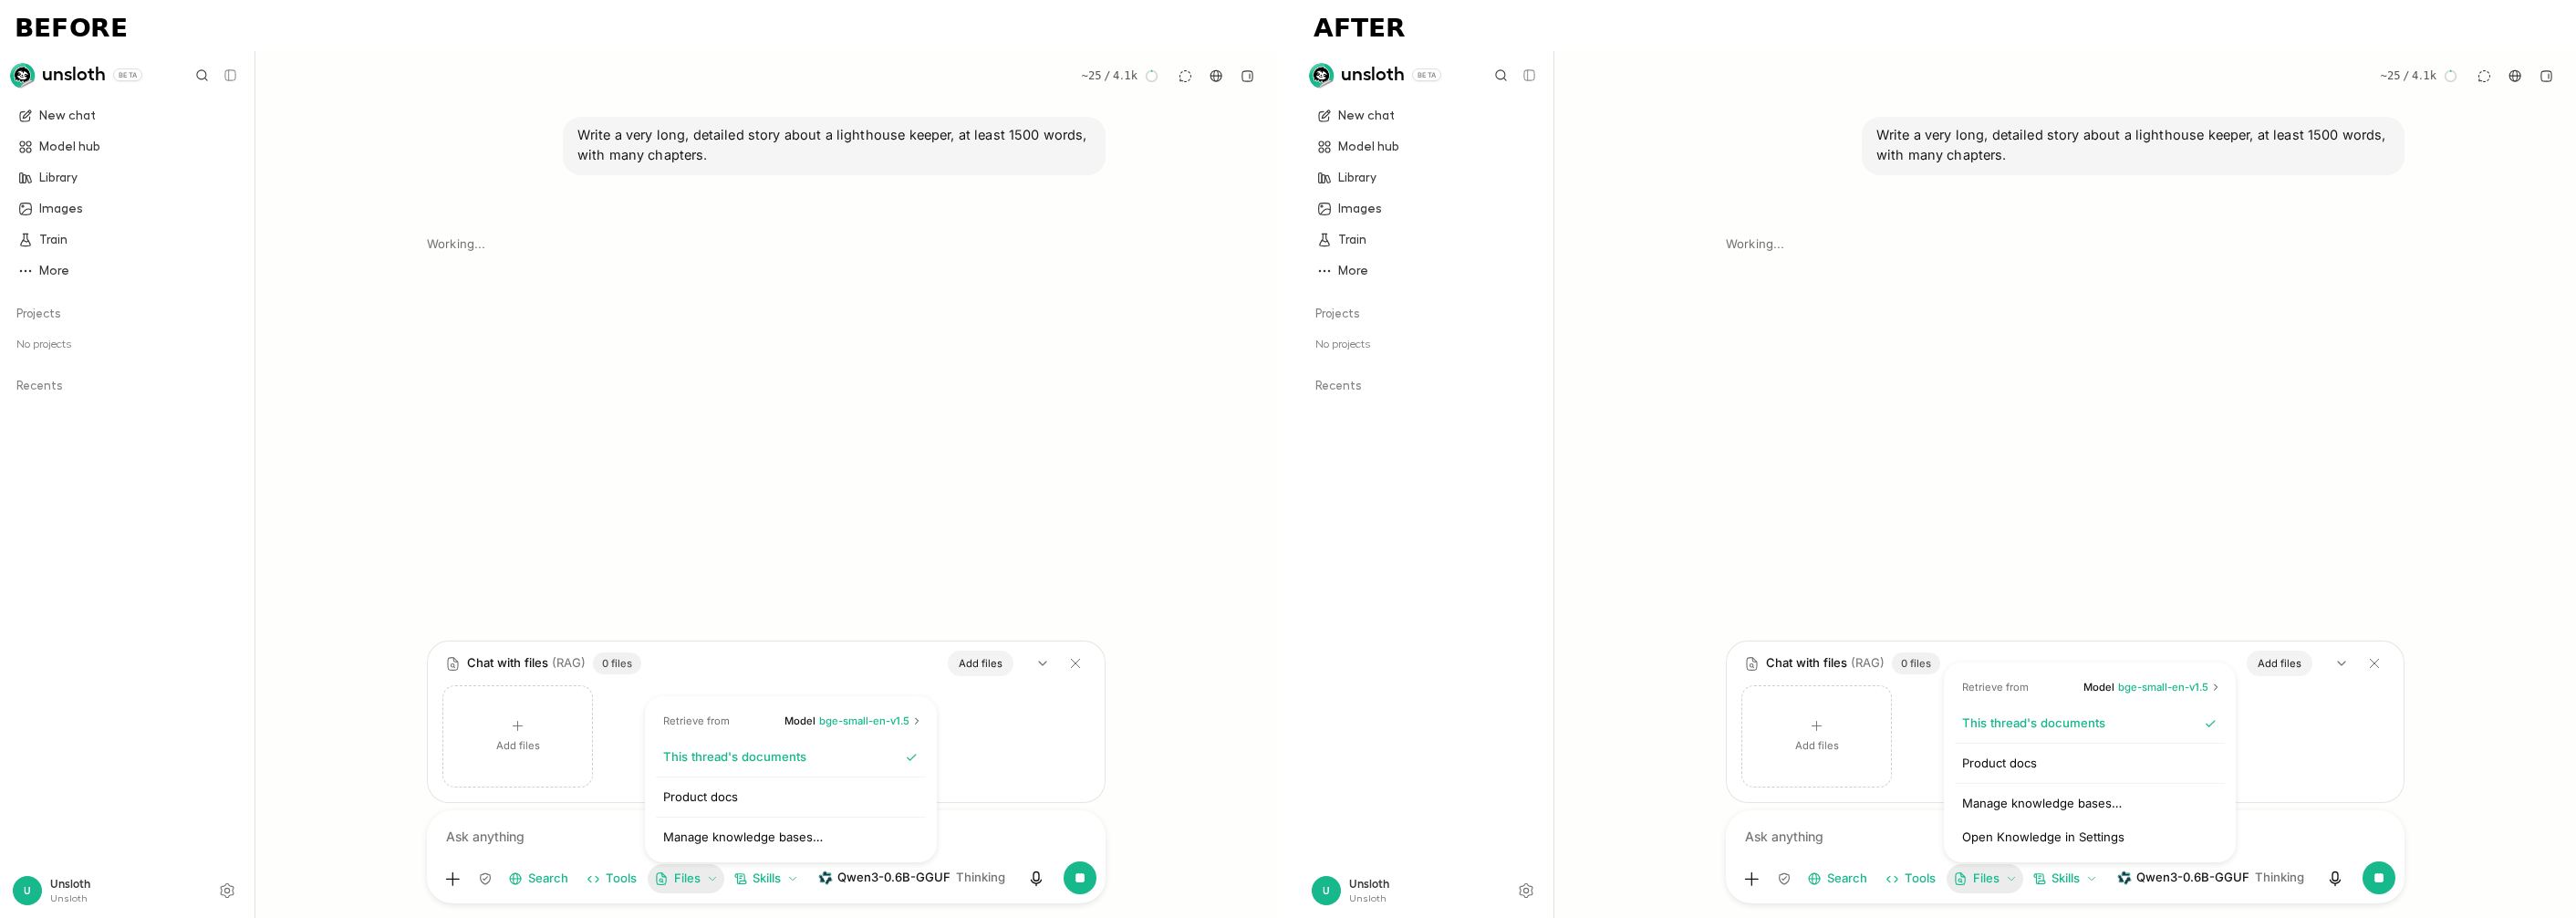 BEFORE
unsloth BETA
~25 / 4.1k
New chat
Model hub
Library
Images
Train
More
Projects
No projects
Recents
Write a very long, detailed story about a lighthouse keeper, at least 1500 words,
with many chapters.
Working...
Chat with files (RAG) 0 files Add files
Add files
Retrieve from Model bge-small-en-v1.5
This thread's documents
Product docs
Manage knowledge bases...
Ask anything
Search Tools Files Skills Qwen3-0.6B-GGUF Thinking
U
Unsloth
Unsloth
AFTER
unsloth BETA
~25 / 4.1k
New chat
Model hub
Library
Images
Train
More
Projects
No projects
Recents
Write a very long, detailed story about a lighthouse keeper, at least 1500 words,
with many chapters.
Working...
Chat with files (RAG) 0 files Add files
Add files
Retrieve from Model bge-small-en-v1.5
This thread's documents
Product docs
Manage knowledge bases...
Open Knowledge in Settings
Ask anything
Search Tools Files Skills Qwen3-0.6B-GGUF Thinking
U
Unsloth
Unsloth